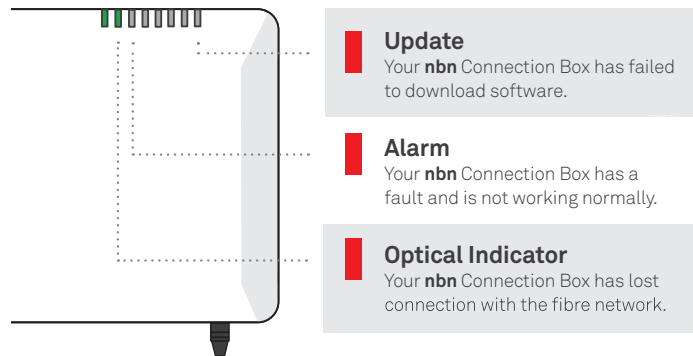 Update
Your nbn Connection Box has failed
to download software.
Alarm
Your nbn Connection Box has a
fault and is not working normally.
Optical Indicator
Your nbn Connection Box has lost
connection with the fibre network.